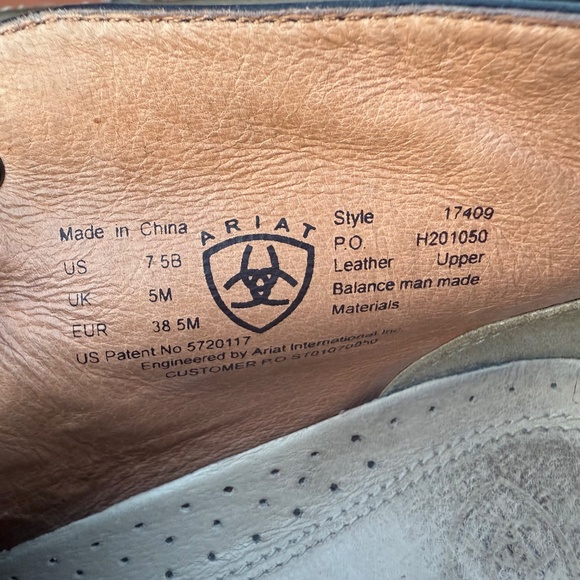 Made in China
US 7 5B
UK 5M
EUR 38 5M
US Patent No 5720117
Engineered by Ariat International Inc
CUSTOMER P.O.
ARIAT
Style 17409
P.O. H201050
Leather Upper
Balance man made
Materials